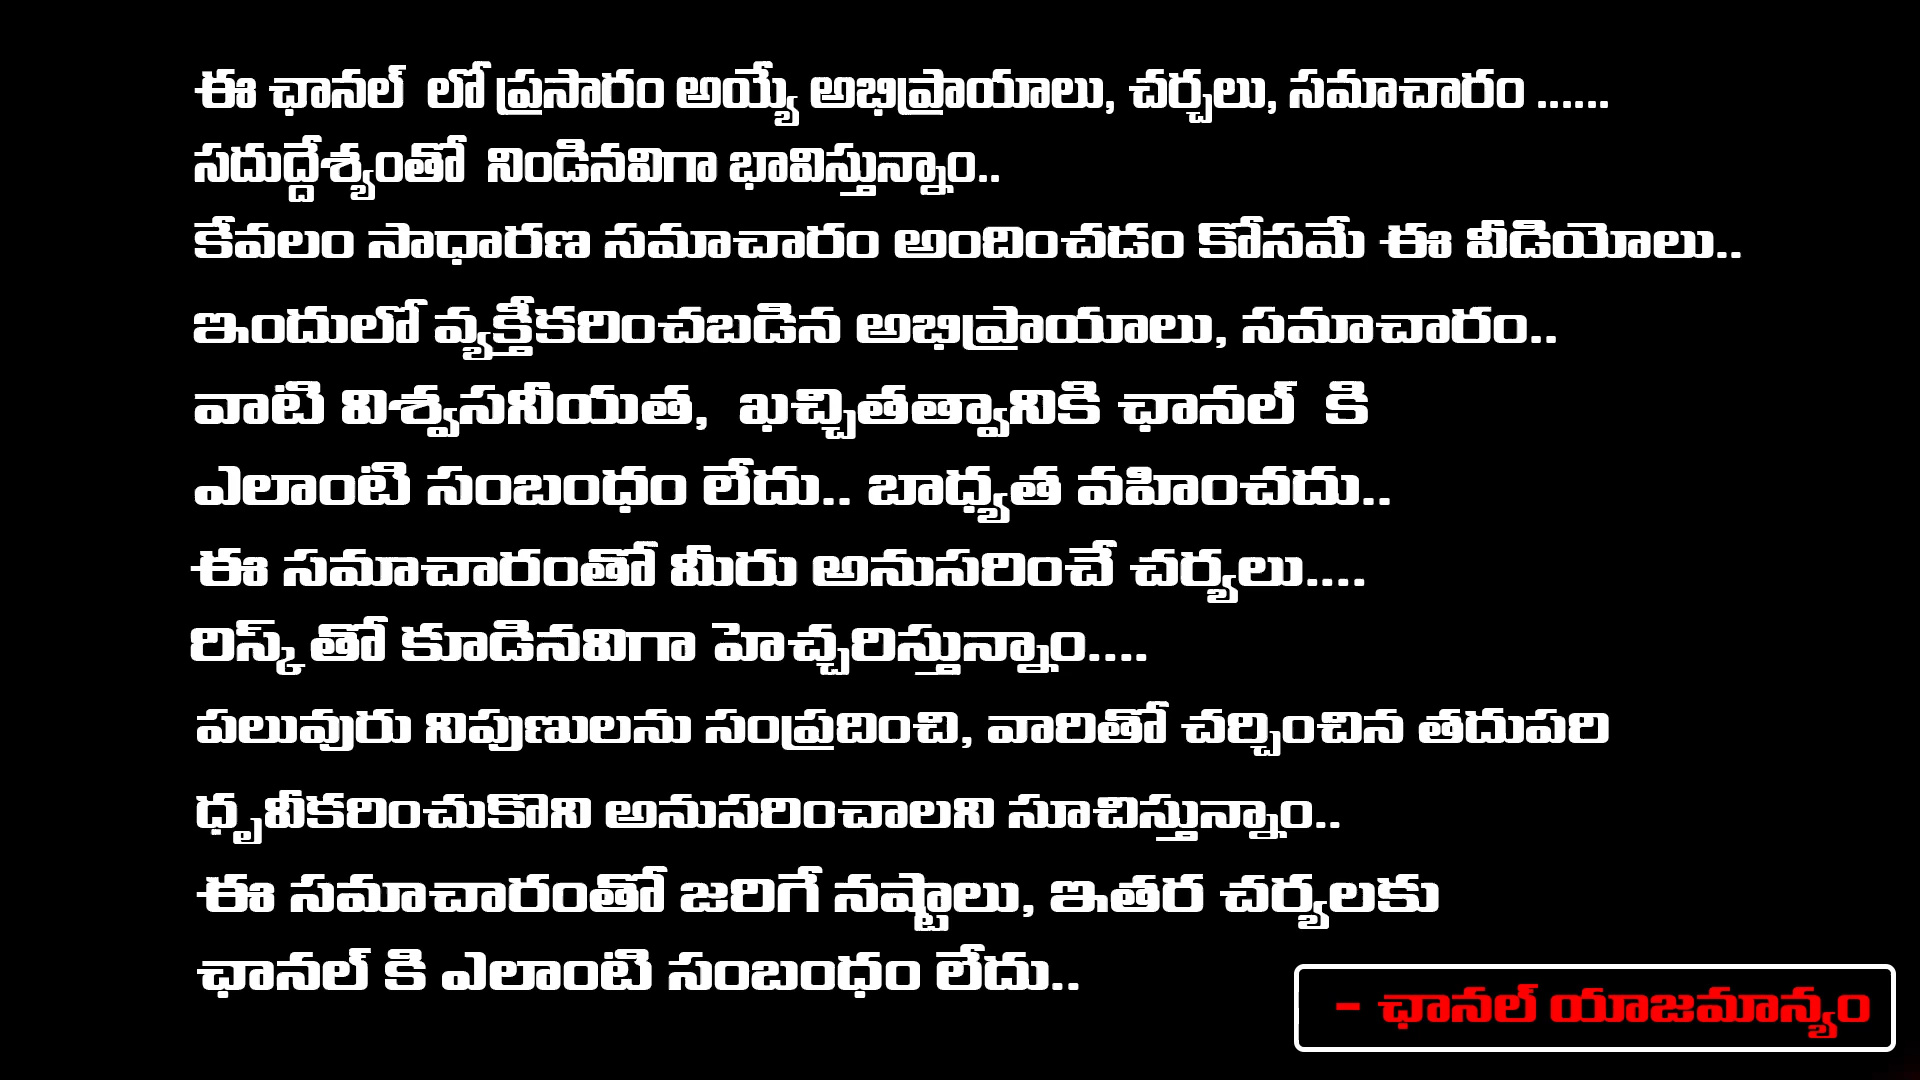 ఈ ఛానల్ లో ప్రసారం అయ్యే అభిప్రాయాలు, చర్చలు, సమాచారం ......
సదుద్దేశ్యంతో నిండినవిగా భావిస్తున్నాం..
కేవలం సాధారణ సమాచారం అందించడం కోసమే ఈ వీడియోలు..
ఇందులో వ్యక్తీకరించబడిన అభిప్రాయాలు, సమాచారం..
వాటి విశ్వసనీయత, ఖచ్చితత్వానికి ఛానల్ కి
ఎలాంటి సంబంధం లేదు.. బాధ్యత వహించదు..
ఈ సమాచారంతో మీరు అనుసరించే చర్యలు....
రిస్క్ తో కూడినవిగా హెచ్చరిస్తున్నాం....
పలువురు నిపుణులను సంప్రదించి, వారితో చర్చించిన తదుపరి
ధృవీకరించుకొని అనుసరించాలని సూచిస్తున్నాం..
ఈ సమాచారంతో జరిగే నష్టాలు, ఇతర చర్యలకు
ఛానల్ కి ఎలాంటి సంబంధం లేదు..
- ఛానల్ యాజమాన్యం